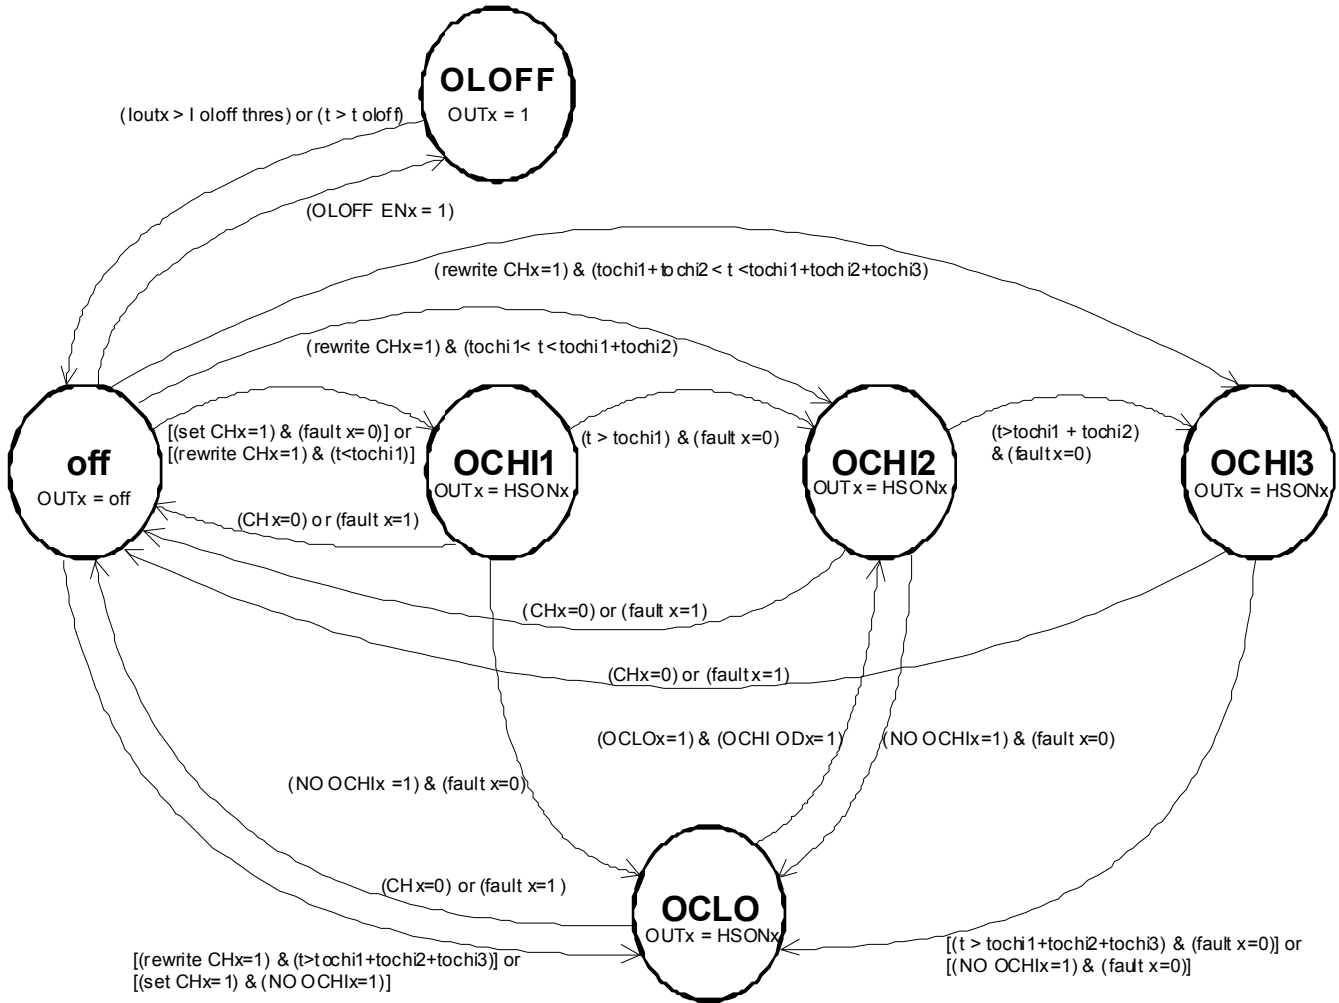 OLOFF
OUTx = 1
(Ioutx > I oloff thres) or (t > t oloff)
(OLOFF ENx = 1)
(rewrite CHx=1) & (tochi1+tochi2 < t <tochi1+tochi2+tochi3)
(rewrite CHx=1) & (tochi1< t <tochi1+tochi2)
off
OUTx = off
[(set CHx=1) & (fault x=0)] or
[(rewrite CHx=1) & (t<tochi1)]
OCHI1
OUTx = HSONx
(t > tochi1) & (fault x=0)
OCHI2
OUTx = HSONx
(t>tochi1 + tochi2)
& (fault x=0)
OCHI3
OUTx = HSONx
(CHx=0) or (fault x=1)
(CHx=0) or (fault x=1)
(CHx=0) or (fault x=1)
(OCLOx=1) & (OCHI ODx=1)
(NO OCHIx=1) & (fault x=0)
(NO OCHIx =1) & (fault x=0)
(CHx=0) or (fault x=1)
OCLO
OUTx = HSONx
[(rewrite CHx=1) & (t>tochi1+tochi2+tochi3)] or
[(set CHx=1) & (NO OCHIx=1)]
[(t > tochi1+tochi2+tochi3) & (fault x=0)] or
[(NO OCHIx=1) & (fault x=0)]